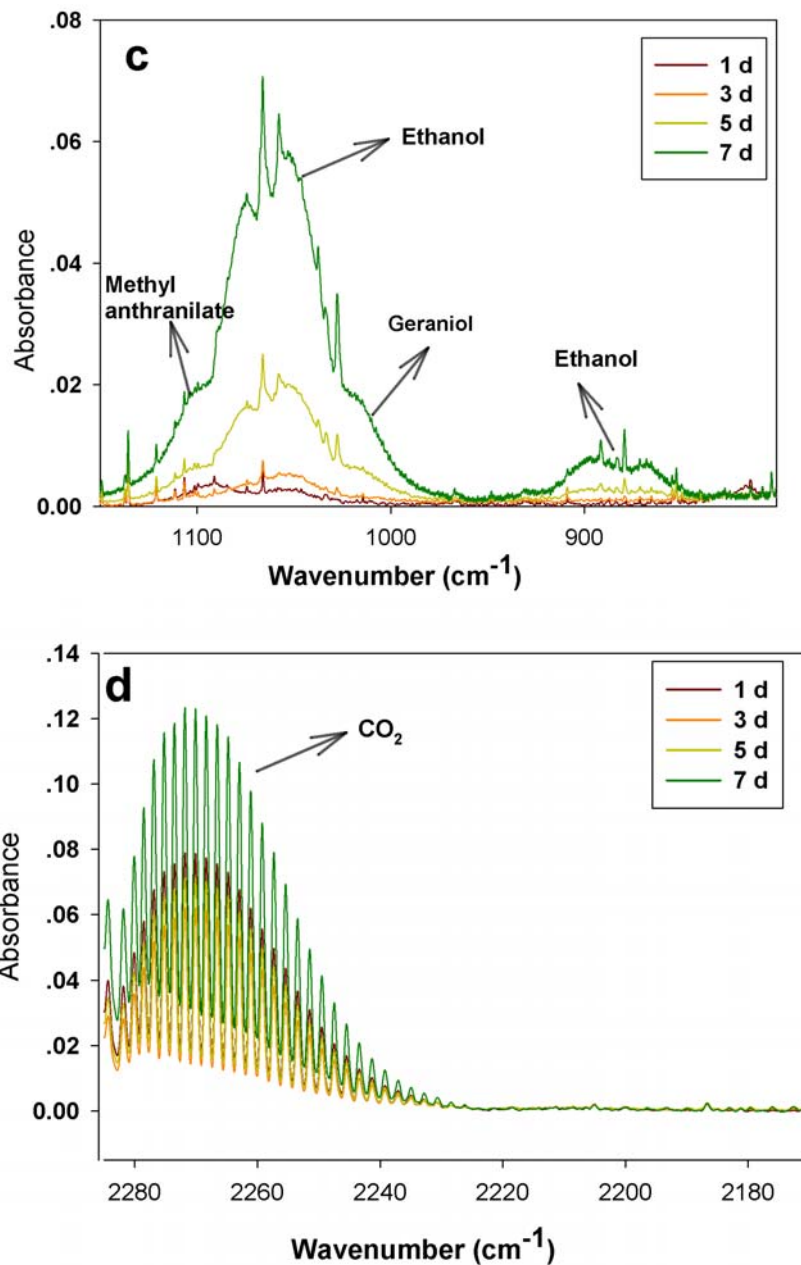 c
.08
.06
.04
.02
0.00
Absorbance
1 d
3 d
5 d
7 d
Ethanol
Methyl
anthranilate
Geraniol
Ethanol
1100
1000
900
Wavenumber (cm-1)
d
.14
.12
.10
.08
.06
.04
.02
0.00
Absorbance
1 d
3 d
5 d
7 d
CO2
2280
2260
2240
2220
2200
2180
Wavenumber (cm-1)